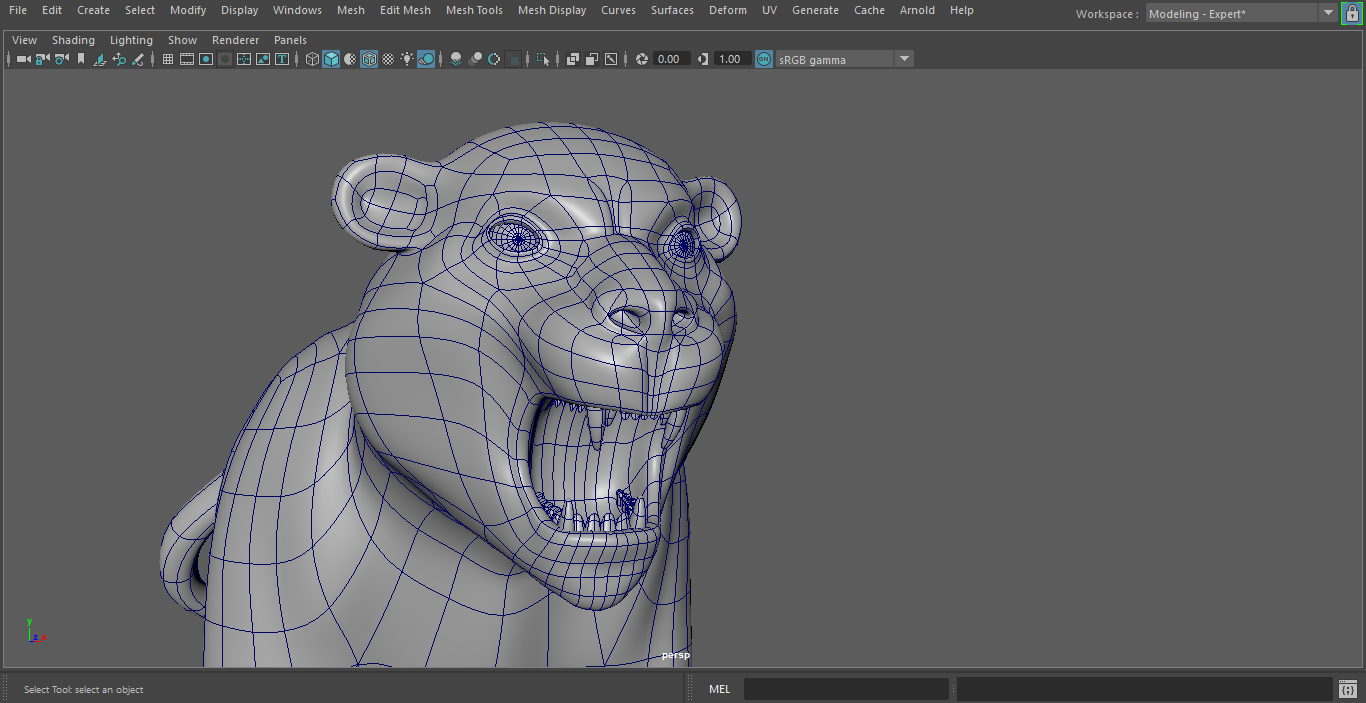 File Edit Create Select Modify Display Windows Mesh Edit Mesh Mesh Tools Mesh Display Curves Surfaces Deform UV Generate Cache Arnold Help Workspace : Modeling - Expert*
View Shading Lighting Show Renderer Panels
0.00 1.00 ON sRGB gamma
y
z x
persp
Select Tool: select an object MEL